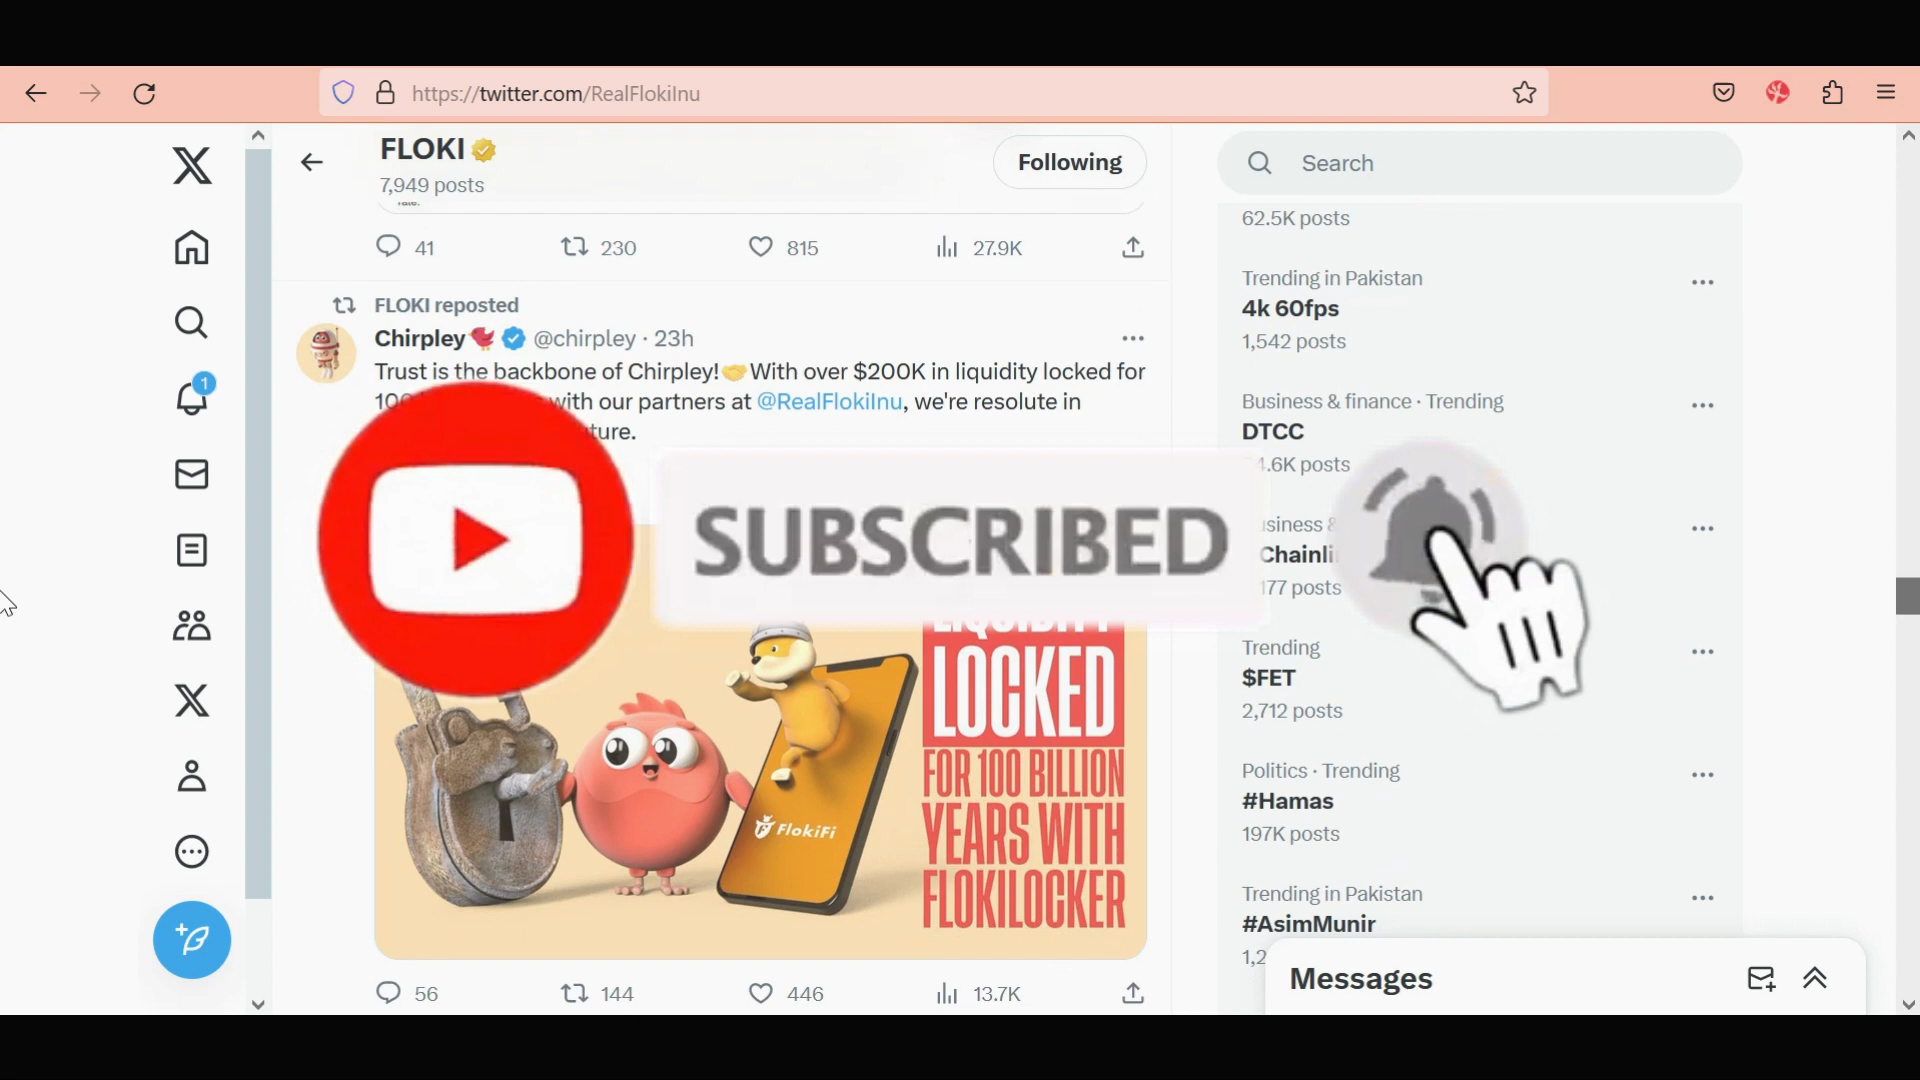 https://twitter.com/RealFlokiInu
FLOKI
7,949 posts
Following
Search
41
230
815
27.9K
FLOKI reposted
Chirpley @chirpley · 23h
Trust is the backbone of Chirpley! With over $200K in liquidity locked for
with our partners at @RealFlokiInu, we're resolute in
SUBSCRIBED
LIQUIDITY
LOCKED
FOR 100 BILLION
YEARS WITH
FLOKILOCKER
FlokiFi
56
144
446
13.7K
62.5K posts
Trending in Pakistan
4k 60fps
1,542 posts
Business & finance · Trending
DTCC
posts
177 posts
Trending
$FET
2,712 posts
Politics · Trending
#Hamas
197K posts
Trending in Pakistan
#AsimMunir
Messages
1